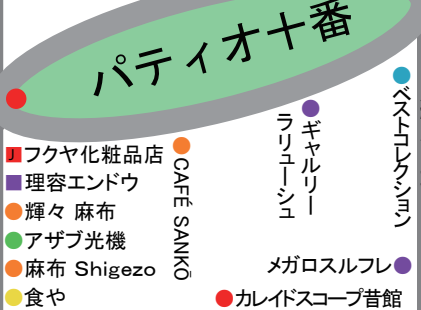 パティオ十番
J フクヤ化粧品店
理容エンドウ
輝々 麻布
アザブ光機
麻布 Shigezo
食や
CAFÉ SANKŌ
ギャルリー
ラリューシュ
ベストコレクション
メガロスルフレ
カレイドスコープ昔館